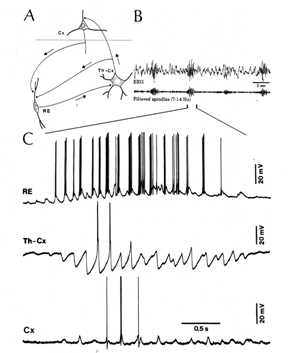 A
Cx
Th-Cx
RE
B
EEG
1 sec
Filtered spindles (7-14 Hz)
C
RE
20 mV
Th-Cx
20 mV
Cx
0.5 s
20 mV